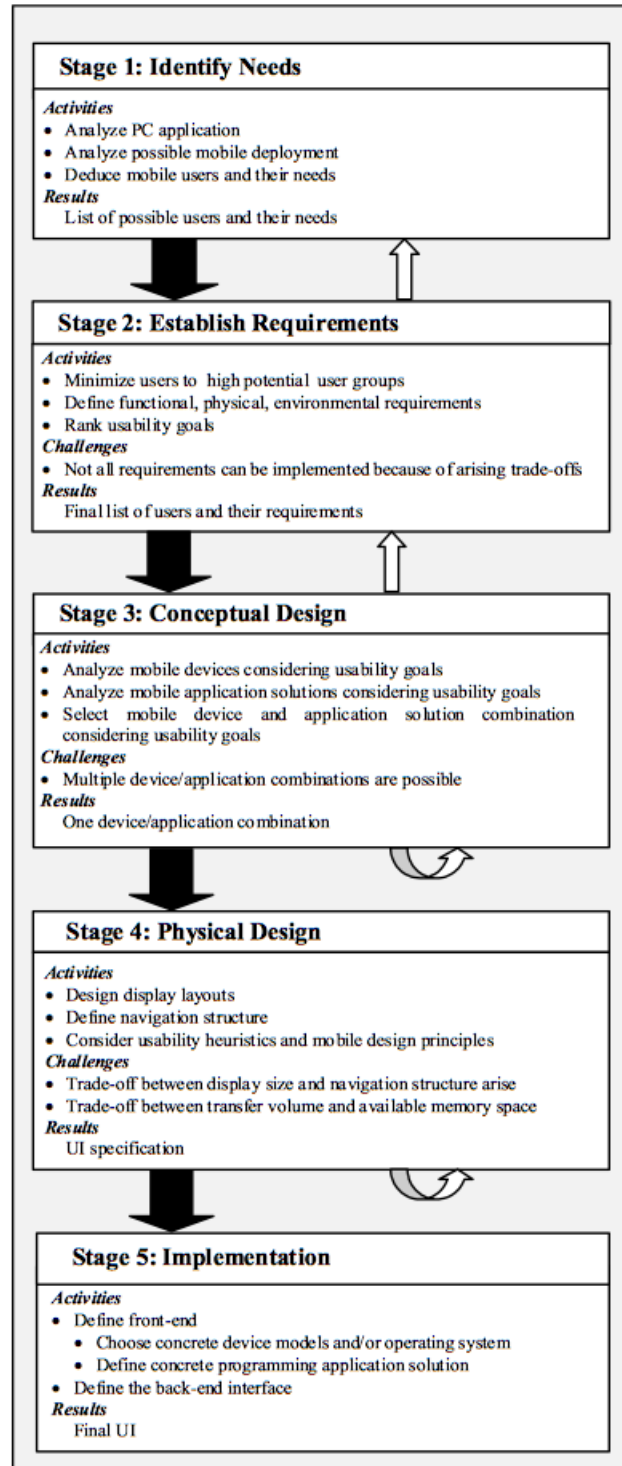 Stage 1: Identify Needs
Activities
• Analyze PC application
• Analyze possible mobile deployment
• Deduce mobile users and their needs
Results
List of possible users and their needs
Stage 2: Establish Requirements
Activities
• Minimize users to high potential user groups
• Define functional, physical, environmental requirements
• Rank usability goals
Challenges
• Not all requirements can be implemented because of arising trade-offs
Results
Final list of users and their requirements
Stage 3: Conceptual Design
Activities
• Analyze mobile devices considering usability goals
• Analyze mobile application solutions considering usability goals
• Select mobile device and application solution combination
considering usability goals
Challenges
• Multiple device/application combinations are possible
Results
One device/application combination
Stage 4: Physical Design
Activities
• Design display layouts
• Define navigation structure
• Consider usability heuristics and mobile design principles
Challenges
• Trade-off between display size and navigation structure arise
• Trade-off between transfer volume and available memory space
Results
UI specification
Stage 5: Implementation
Activities
• Define front-end
• Choose concrete device models and/or operating system
• Define concrete programming application solution
• Define the back-end interface
Results
Final UI